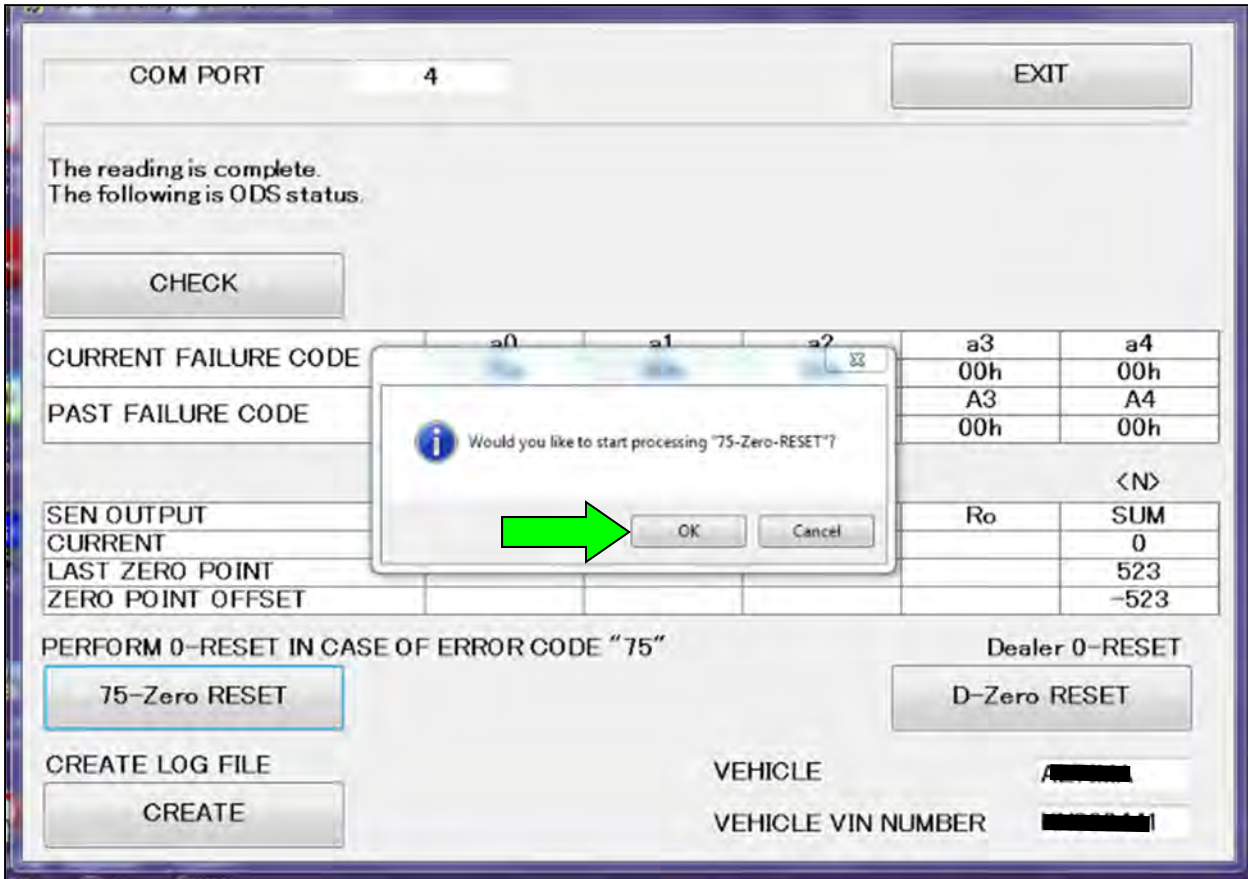 COM PORT 4 EXIT
The reading is complete.
The following is ODS status.
CHECK
CURRENT FAILURE CODE a0 a1 a2 a3 a4
00h 00h
PAST FAILURE CODE A3 A4
00h 00h
Would you like to start processing "75-Zero-RESET"?
OK Cancel
<N>
SEN OUTPUT Ro SUM
CURRENT 0
LAST ZERO POINT 523
ZERO POINT OFFSET -523
PERFORM 0-RESET IN CASE OF ERROR CODE "75" Dealer 0-RESET
75-Zero RESET D-Zero RESET
CREATE LOG FILE
CREATE
VEHICLE
VEHICLE VIN NUMBER